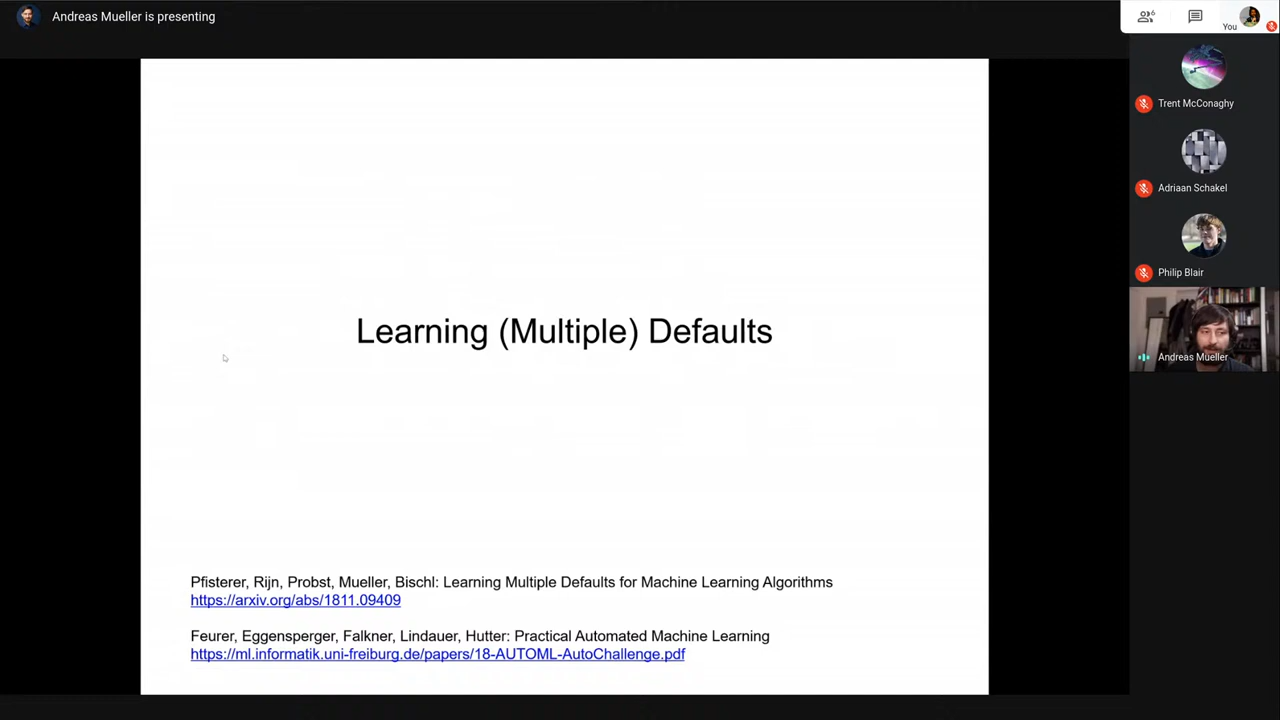 Andreas Mueller is presenting
6
You
Trent McConaghy
Adriaan Schakel
Philip Blair
Andreas Mueller
Learning (Multiple) Defaults
Pfisterer, Rijn, Probst, Mueller, Bischl: Learning Multiple Defaults for Machine Learning Algorithms
https://arxiv.org/abs/1811.09409
Feurer, Eggensperger, Falkner, Lindauer, Hutter: Practical Automated Machine Learning
https://ml.informatik.uni-freiburg.de/papers/18-AUTOML-AutoChallenge.pdf